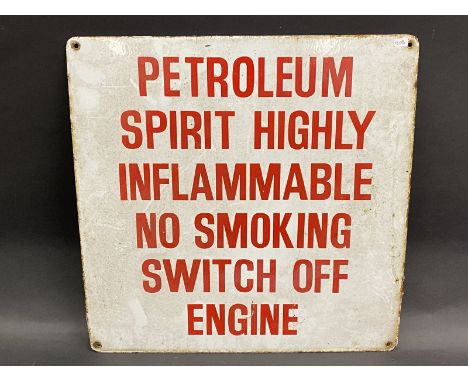 PETROLEUM
SPIRIT HIGHLY
INFLAMMABLE
NO SMOKING
SWITCH OFF
ENGINE